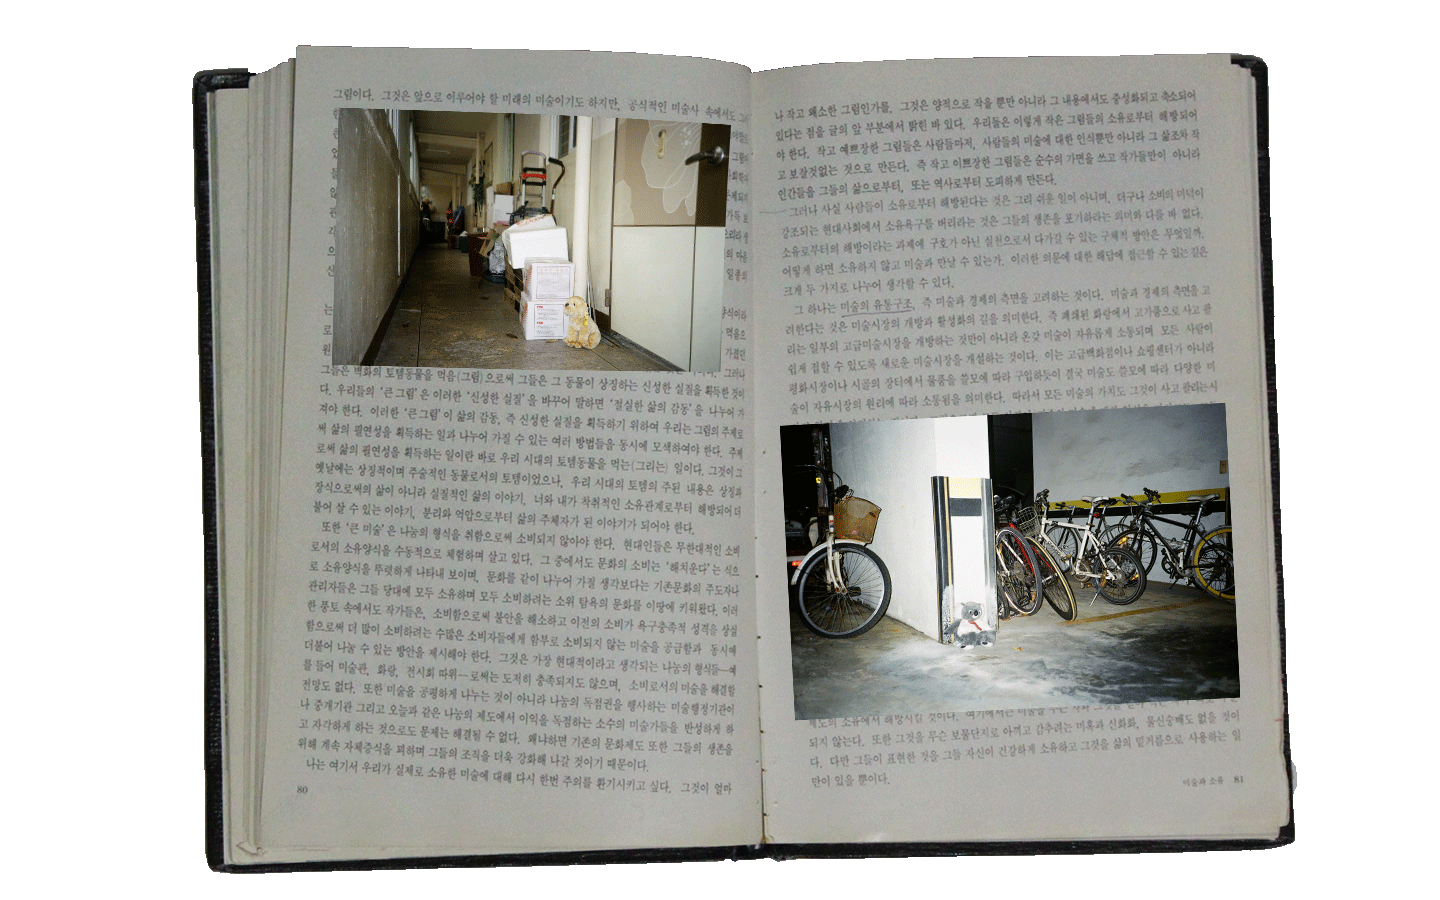 그림이다. 그것은 앞으로 이루어야 할 미래의 미술이기도 하지만, 공식적인 미술사 속에서도
그들은 벽화의 토템동물을 먹음(그림)으로써 그들은 그 동물이 상징하는 신성한 실질을 획득한 것이
다. 우리들의 '큰 그림'은 이러한 '신성한 실질'을 바꾸어 말하면 '절실한 삶의 감동'을 나누어 가
져야 한다. 이러한 '큰 그림'이 삶의 감동, 즉 신성한 실질을 획득하기 위하여 우리는 그림의 주제로
써 삶의 필연성을 획득하는 일과 나누어 가질 수 있는 여러 방법들을 동시에 모색하여야 한다. 주제
로써 삶의 필연성을 획득하는 일이란 바로 우리 시대의 토템동물을 먹는(그리는) 일이다. 그것이 그
옛날에는 상징적이며 주술적인 동물로서의 토템이었으나, 우리 시대의 토템의 주된 내용은 상징과
장식으로써의 삶이 아니라 실질적인 삶의 이야기, 너와 내가 착취적인 소유관계로부터 해방되어 더
불어 살 수 있는 이야기, 분리와 억압으로부터 삶의 주체자가 된 이야기가 되어야 한다.
또한 '큰 미술'은 나눔의 형식을 취함으로써 소비되지 않아야 한다. 현대인들은 무한대적인 소비
로서의 소유양식을 수동적으로 체험하며 살고 있다. 그 중에서도 문화의 소비는 '해치운다'는 식으
로 소유양식을 뚜렷하게 나타내 보이며, 문화를 같이 나누어 가질 생각보다는 기존문화의 주도자나
관리자들은 그들 당대에 모두 소유하며 모두 소비하려는 소위 탐욕의 문화를 이땅에 키워왔다. 이러
한 풍토 속에서도 작가들은, 소비함으로써 불안을 해소하고 이전의 소비가 욕구충족적 성격을 상실
함으로써 더 많이 소비하려는 수많은 소비자들에게 함부로 소비되지 않는 미술을 공급함과 동시에
더불어 나눌 수 있는 방안을 제시해야 한다. 그것은 가장 현대적이라고 생각되는 나눔의 형식들—예
를 들어 미술관, 화랑, 전시회 따위—로써는 도저히 충족되지도 않으며, 소비로서의 미술을 해결할
전망도 없다. 또한 미술을 공평하게 나누는 것이 아니라 나눔의 독점권을 행사하는 미술행정기관이
나 중개기관 그리고 오늘과 같은 나눔의 제도에서 이익을 독점하는 소수의 미술가들을 반성하게 하
고 자각하게 하는 것으로도 문제는 해결될 수 없다. 왜냐하면 기존의 문화제도 또한 그들의 생존을
위해 계속 자체증식을 꾀하며 그들의 조직을 더욱 강화해 나갈 것이기 때문이다.
나는 여기서 우리가 실제로 소유한 미술에 대해 다시 한번 주의를 환기시키고 싶다. 그것이 얼마
80
나 작고 왜소한 그림인가를, 그것은 양적으로 작을 뿐만 아니라 그 내용에서도 중성화되고 축소되어
있다는 점을 글의 앞 부분에서 밝힌 바 있다. 우리들은 이렇게 작은 그림들의 소유로부터 해방되어
야 한다. 작고 예쁘장한 그림들은 사람들마저, 사람들의 미술에 대한 인식뿐만 아니라 그 삶조차 작
고 보잘것없는 것으로 만든다. 즉 작고 이쁘장한 그림들은 순수의 가면을 쓰고 작가들만이 아니라
인간들을 그들의 삶으로부터, 또는 역사로부터 도피하게 만든다.
그러나 사실 사람들이 소유로부터 해방된다는 것은 그리 쉬운 일이 아니며, 더구나 소비의 미덕이
강조되는 현대사회에서 소유욕구를 버리라는 것은 그들의 생존을 포기하라는 의미와 다를 바 없다.
소유로부터의 해방이라는 과제에 구호가 아닌 실천으로서 다가갈 수 있는 구체적 방안은 무엇일까.
어떻게 하면 소유하지 않고 미술과 만날 수 있는가. 이러한 의문에 대한 해답에 접근할 수 있는 길은
크게 두 가지로 나누어 생각할 수 있다.
그 하나는 미술의 유통구조, 즉 미술과 경제의 측면을 고려하는 것이다. 미술과 경제의 측면을 고
려한다는 것은 미술시장의 개방과 활성화의 길을 의미한다. 즉 폐쇄된 화랑에서 고가품으로 사고 팔
리는 일부의 고급미술시장을 개방하는 것만이 아니라 온갖 미술이 자유롭게 소통되며 모든 사람이
쉽게 접할 수 있도록 새로운 미술시장을 개설하는 것이다. 이는 고급백화점이나 쇼핑센터가 아니라
평화시장이나 시골의 장터에서 물품을 쓸모에 따라 구입하듯이 결국 미술도 쓸모에 따라 다양한 미
술이 자유시장의 원리에 따라 소통됨을 의미한다. 따라서 모든 미술의 가치도 그것이 사고 팔려는 시
제도의 소유에서 해방시킬 것이다. 여기에서는 미술을
되지 않는다. 또한 그것을 무슨 보물단지로 아끼고 감추려는 미혹과 신화화, 물신숭배도 없을 것이
다. 다만 그들이 표현한 것을 그들 자신이 건강하게 소유하고 그것을 삶의 밑거름으로 사용하는 일
만이 있을 뿐이다.
미술과 소유 81